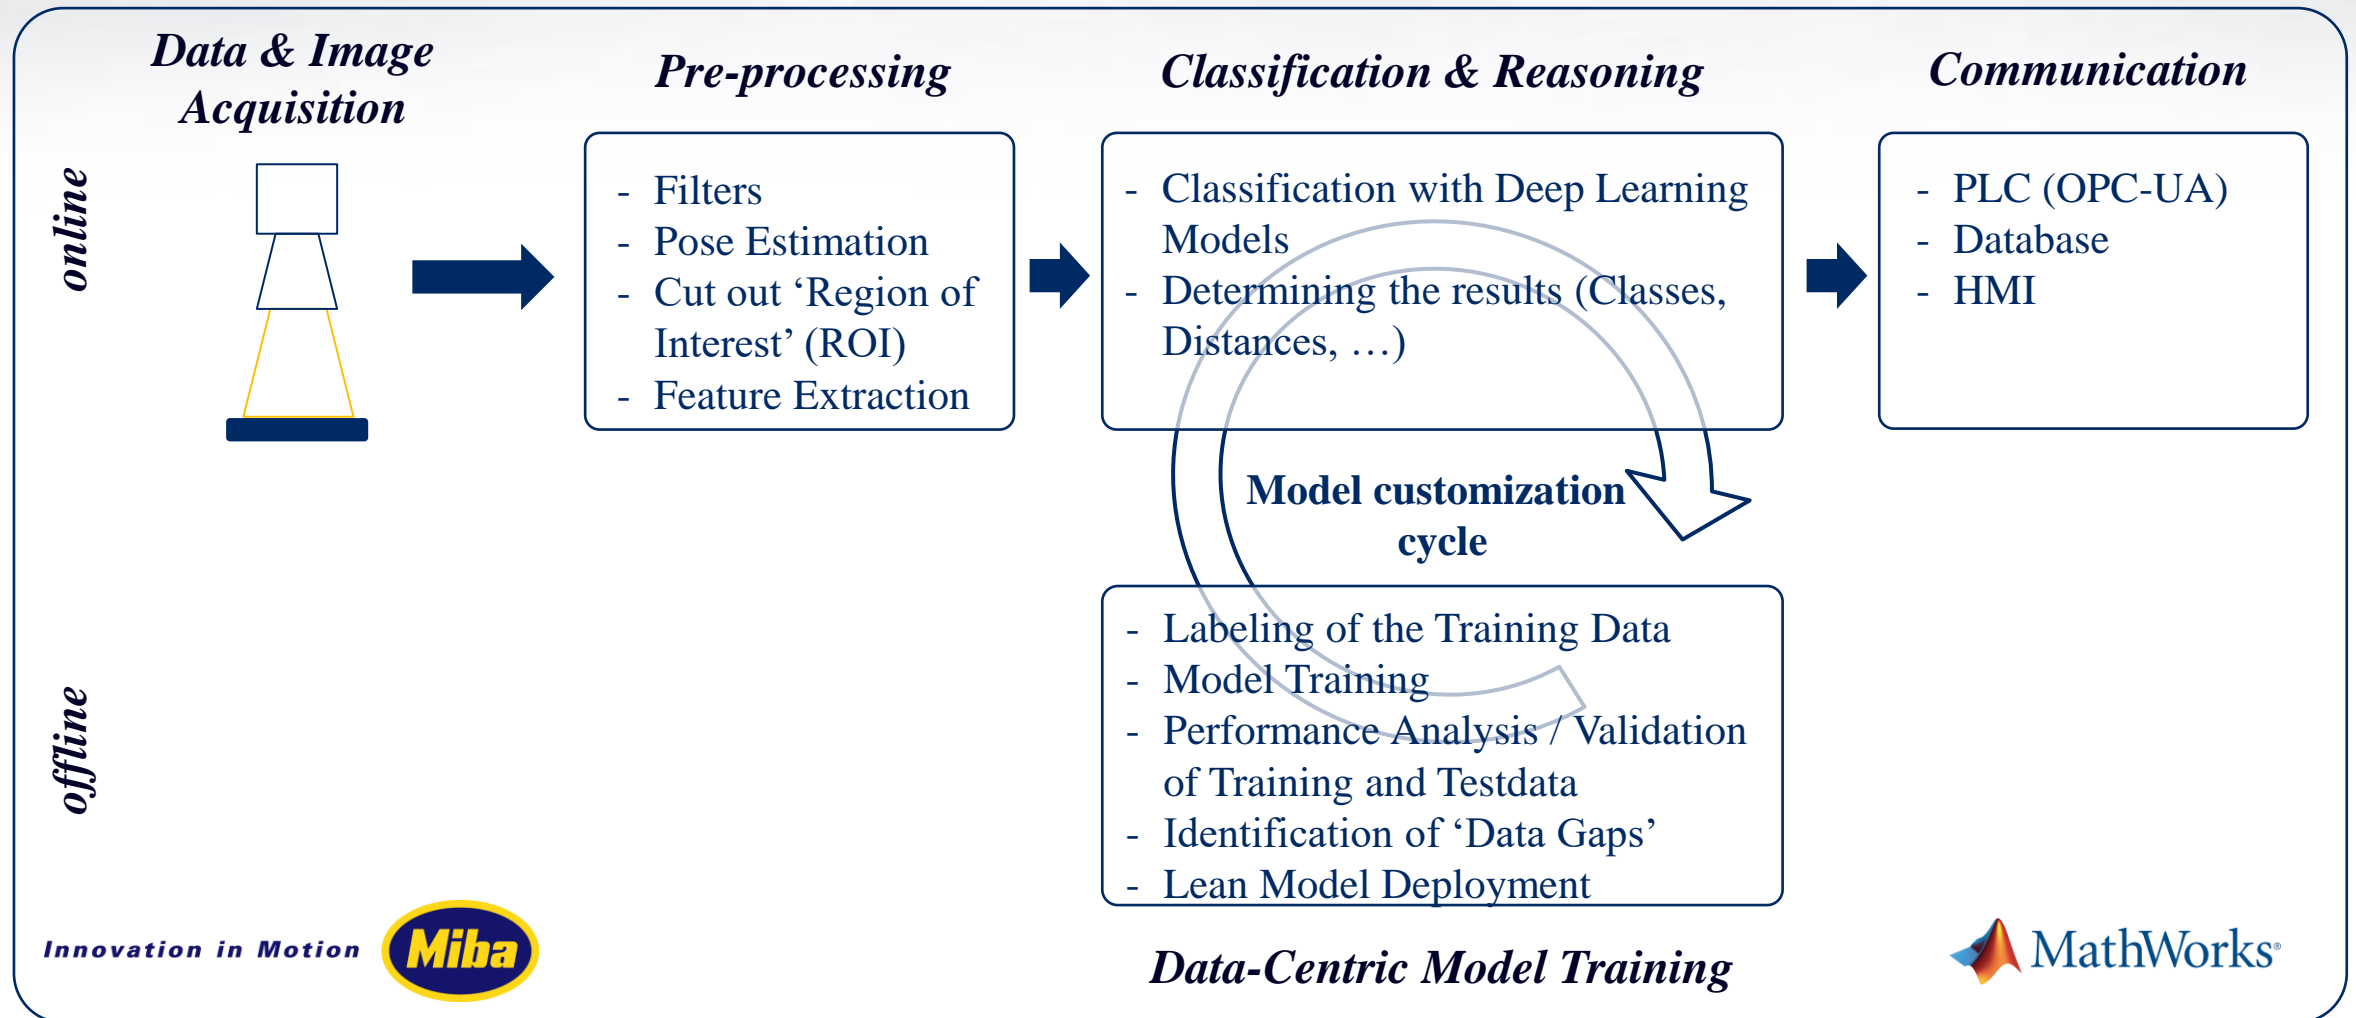 Data & Image
Acquisition
Pre-processing
Classification & Reasoning
Communication
online
- Filters
- Pose Estimation
- Cut out ‘Region of
Interest’ (ROI)
- Feature Extraction
- Classification with Deep Learning
Models
- Determining the results (Classes,
Distances, …)
- PLC (OPC-UA)
- Database
- HMI
Model customization
cycle
offline
- Labeling of the Training Data
- Model Training
- Performance Analysis / Validation
of Training and Testdata
- Identification of ‘Data Gaps’
- Lean Model Deployment
Data-Centric Model Training
Innovation in Motion
Miba
MathWorks®